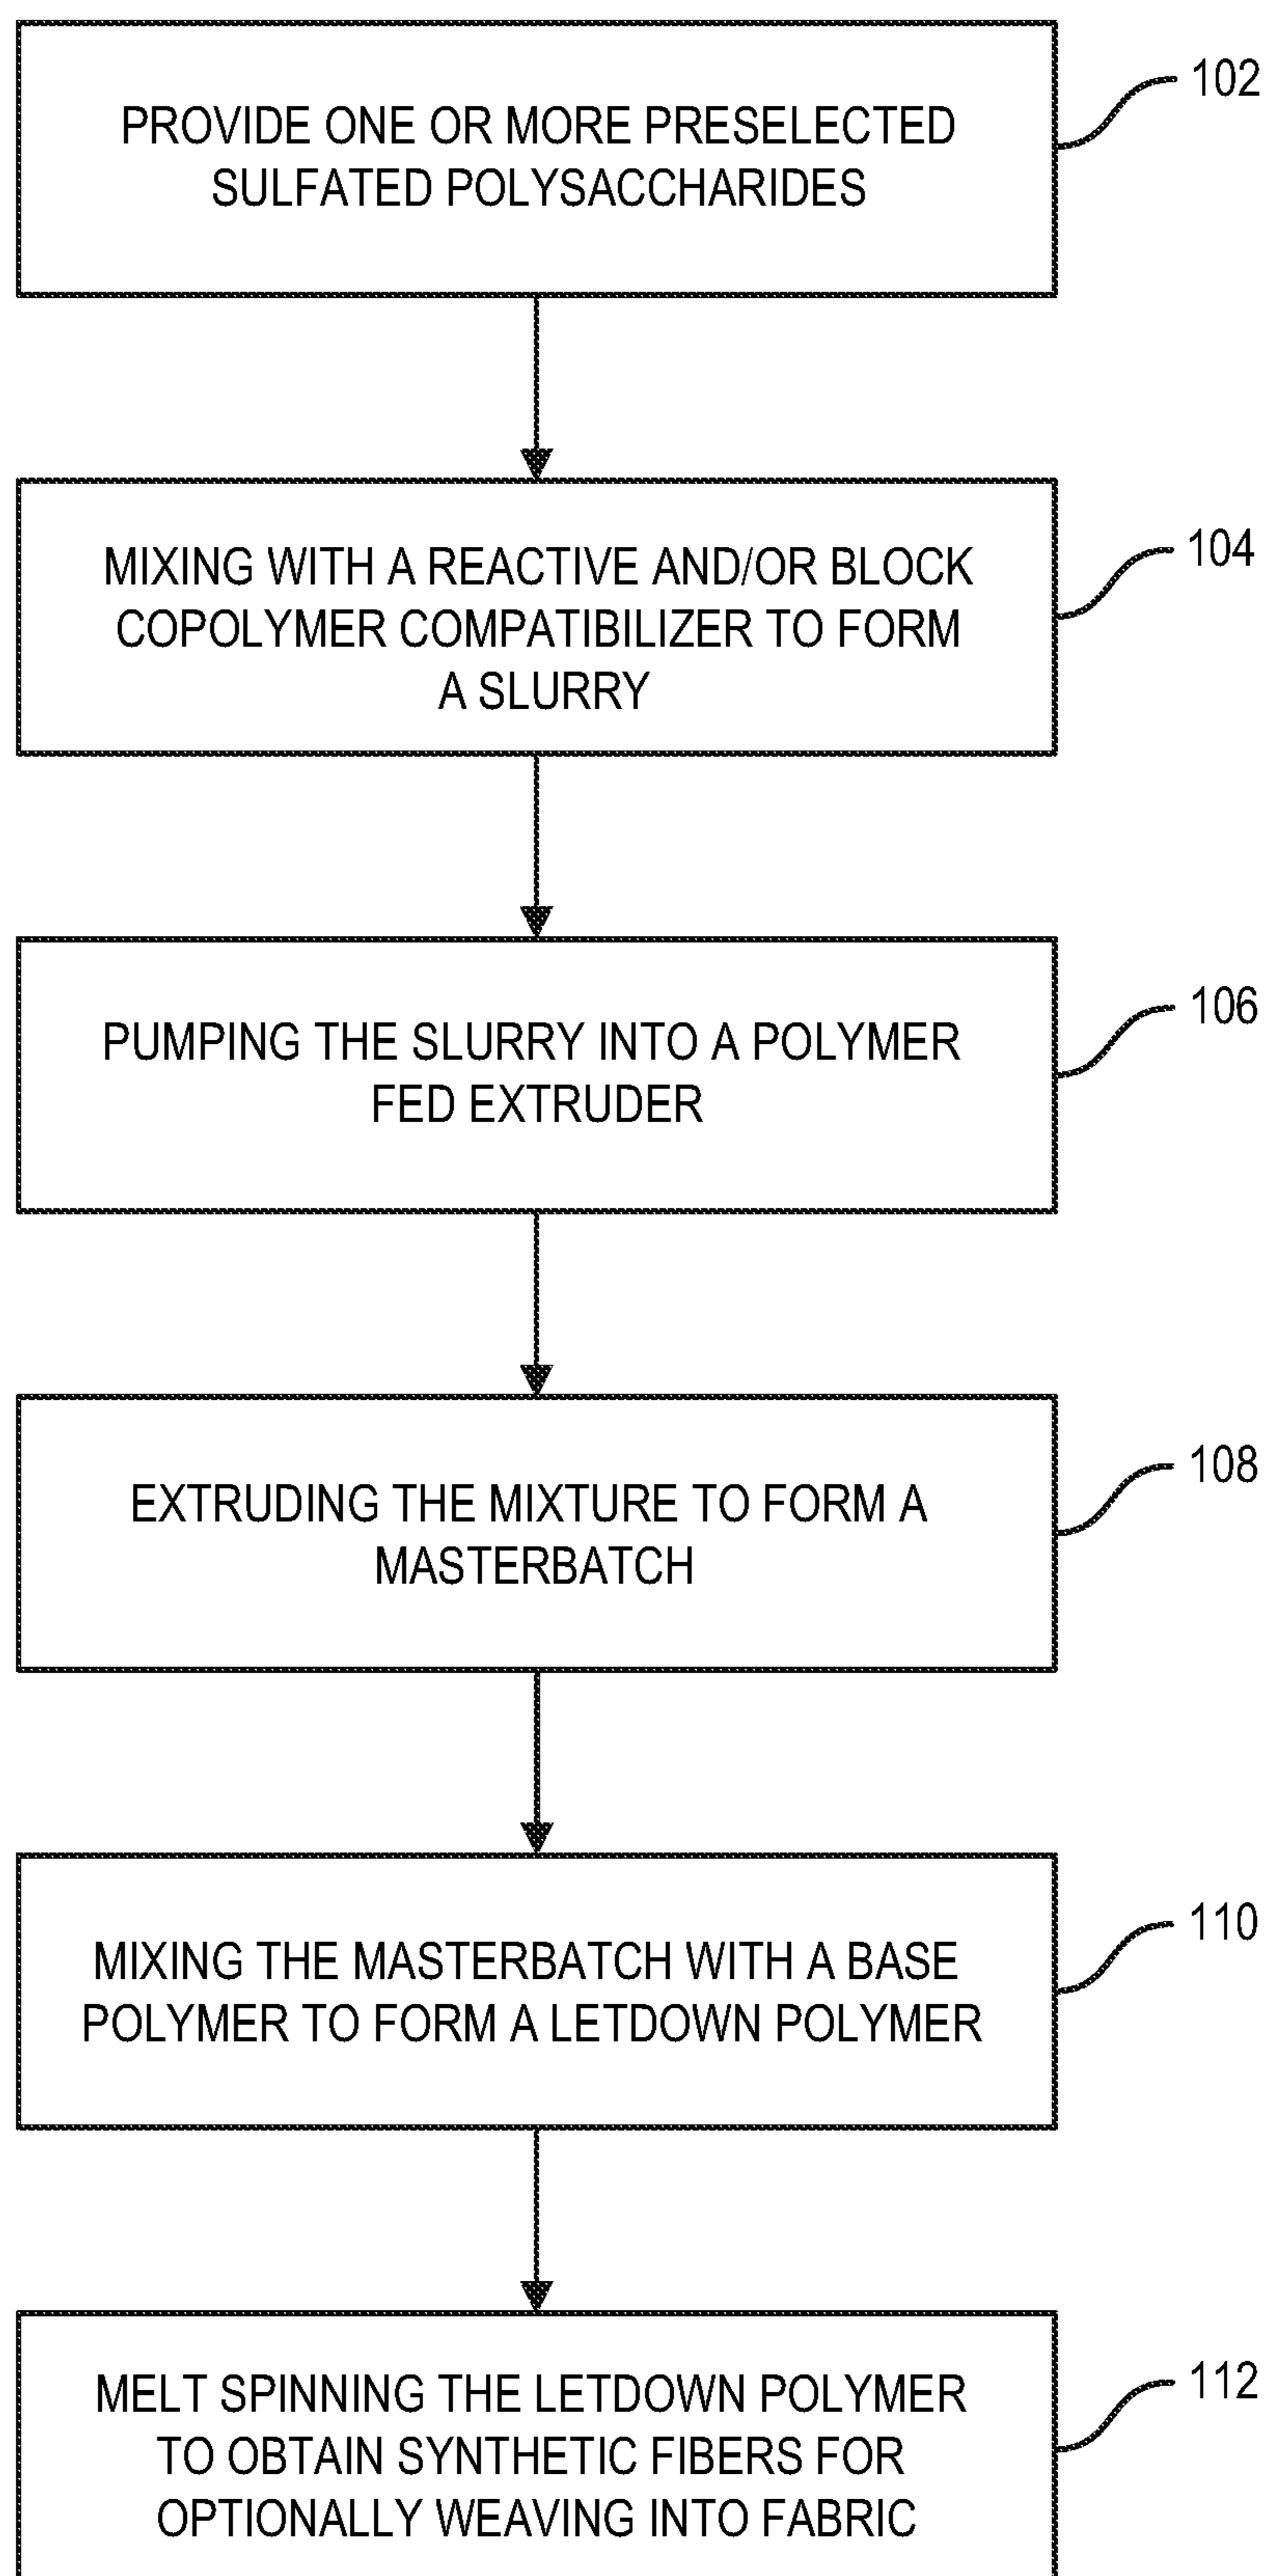 PROVIDE ONE OR MORE PRESELECTED
SULFATED POLYSACCHARIDES
102
MIXING WITH A REACTIVE AND/OR BLOCK
COPOLYMER COMPATIBILIZER TO FORM
A SLURRY
104
PUMPING THE SLURRY INTO A POLYMER
FED EXTRUDER
106
EXTRUDING THE MIXTURE TO FORM A
MASTERBATCH
108
MIXING THE MASTERBATCH WITH A BASE
POLYMER TO FORM A LETDOWN POLYMER
110
MELT SPINNING THE LETDOWN POLYMER
TO OBTAIN SYNTHETIC FIBERS FOR
OPTIONALLY WEAVING INTO FABRIC
112